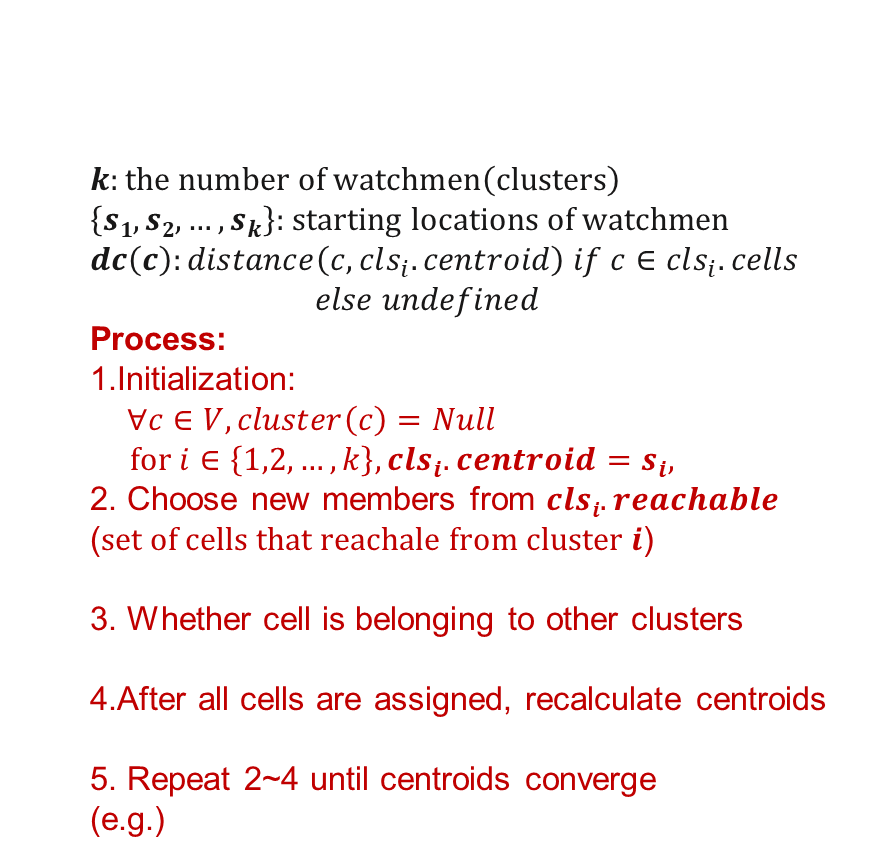 k: the number of watchmen(clusters)
{s₁, s₂, … , sₖ}: starting locations of watchmen
dc(c): distance(c, clsᵢ. centroid) if c ∈ clsᵢ. cells
else undefined
Process:
1.Initialization:
∀c ∈ V, cluster(c) = Null
for i ∈ {1,2, … , k}, clsᵢ. centroid = sᵢ,
2. Choose new members from clsᵢ. reachable
(set of cells that reachale from cluster i)
3. Whether cell is belonging to other clusters
4.After all cells are assigned, recalculate centroids
5. Repeat 2~4 until centroids converge
(e.g.)